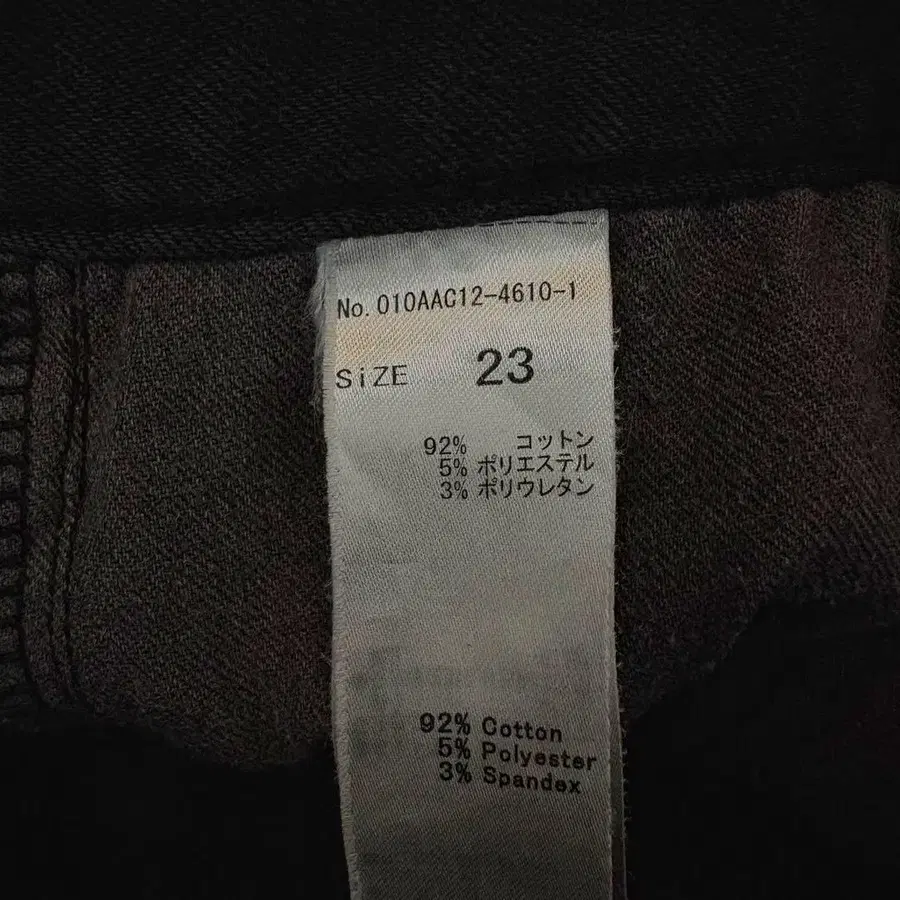 No. 010AAC12-4610-1
SiZE 23
92% コットン
5% ポリエステル
3% ポリウレタン
92% Cotton
5% Polyester
3% Spandex